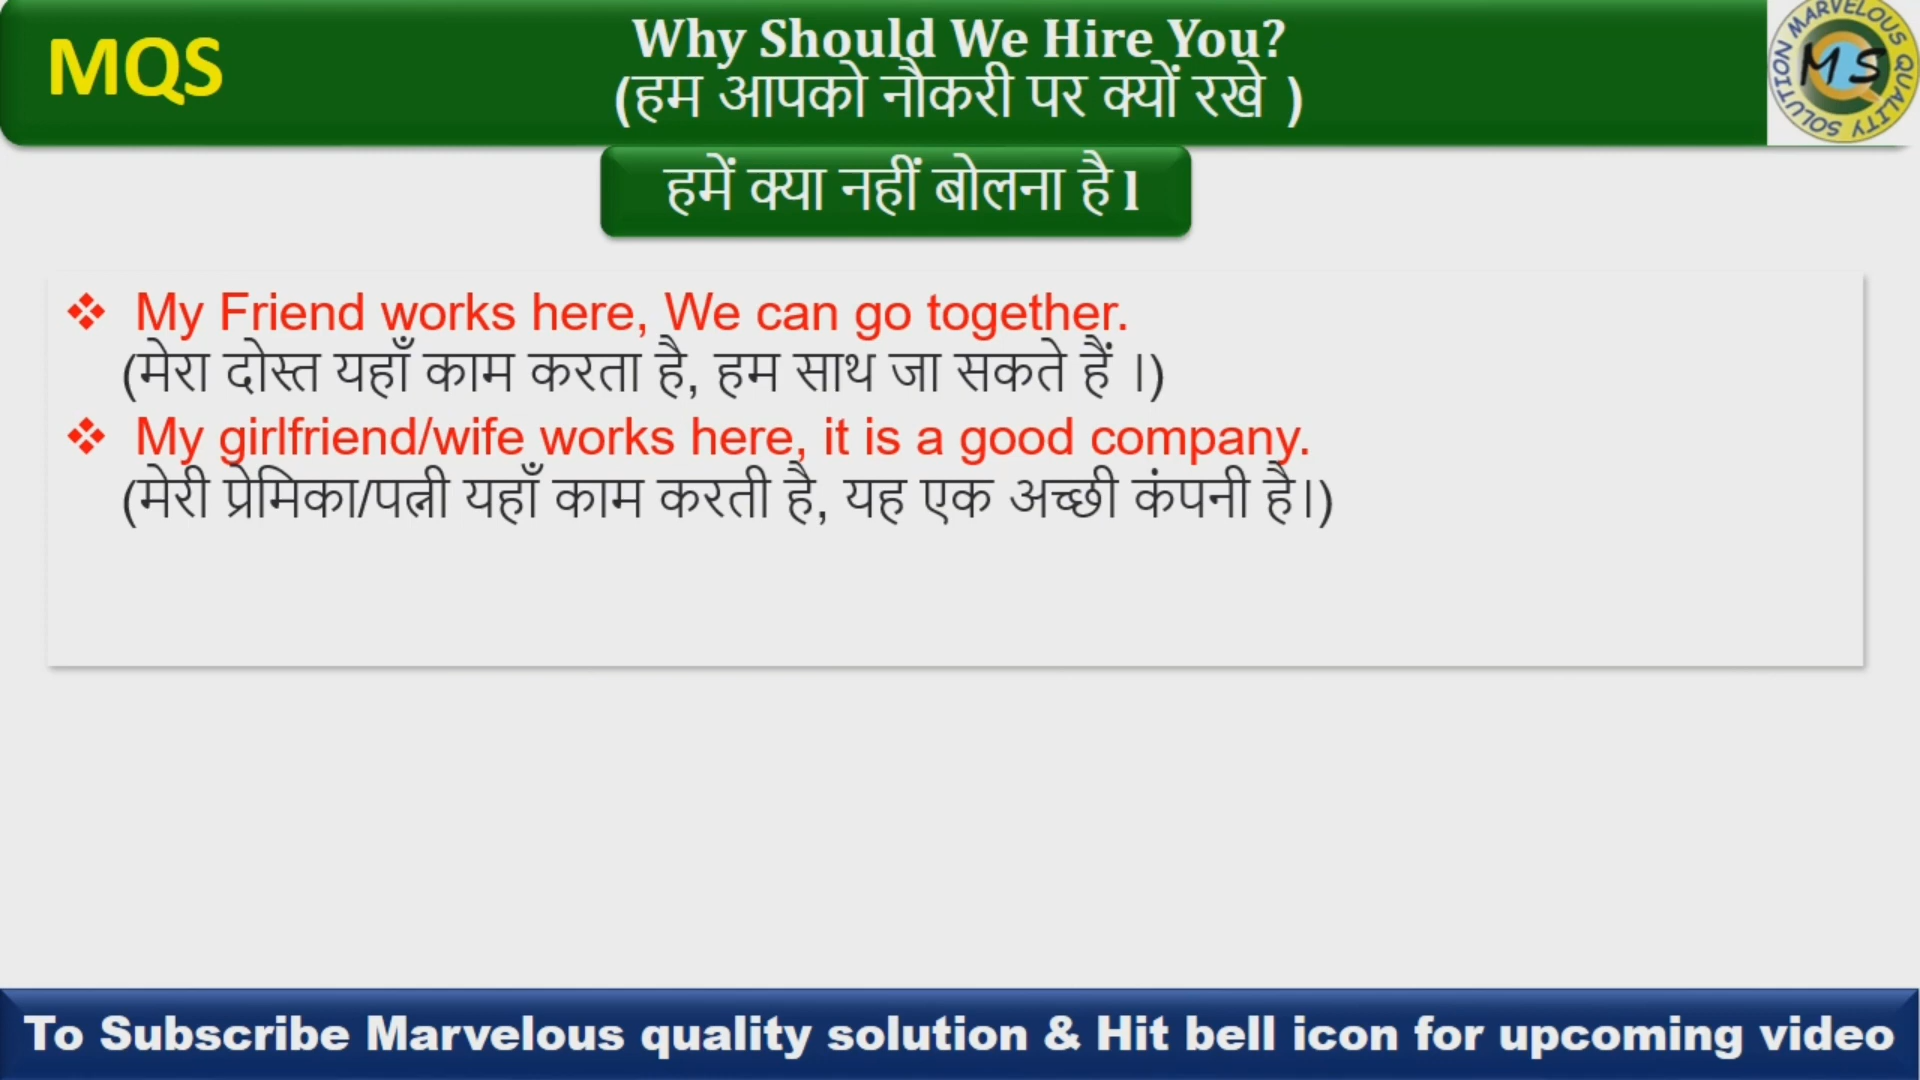 MQS
Why Should We Hire You?
(हम आपको नौकरी पर क्यों रखे )
MARVELOUS QUALITY SOLUTION
MS
हमें क्या नहीं बोलना है l
❖ My Friend works here, We can go together.
(मेरा दोस्त यहाँ काम करता है, हम साथ जा सकते हैं ।)
❖ My girlfriend/wife works here, it is a good company.
(मेरी प्रेमिका/पत्नी यहाँ काम करती है, यह एक अच्छी कंपनी है।)
To Subscribe Marvelous quality solution & Hit bell icon for upcoming video